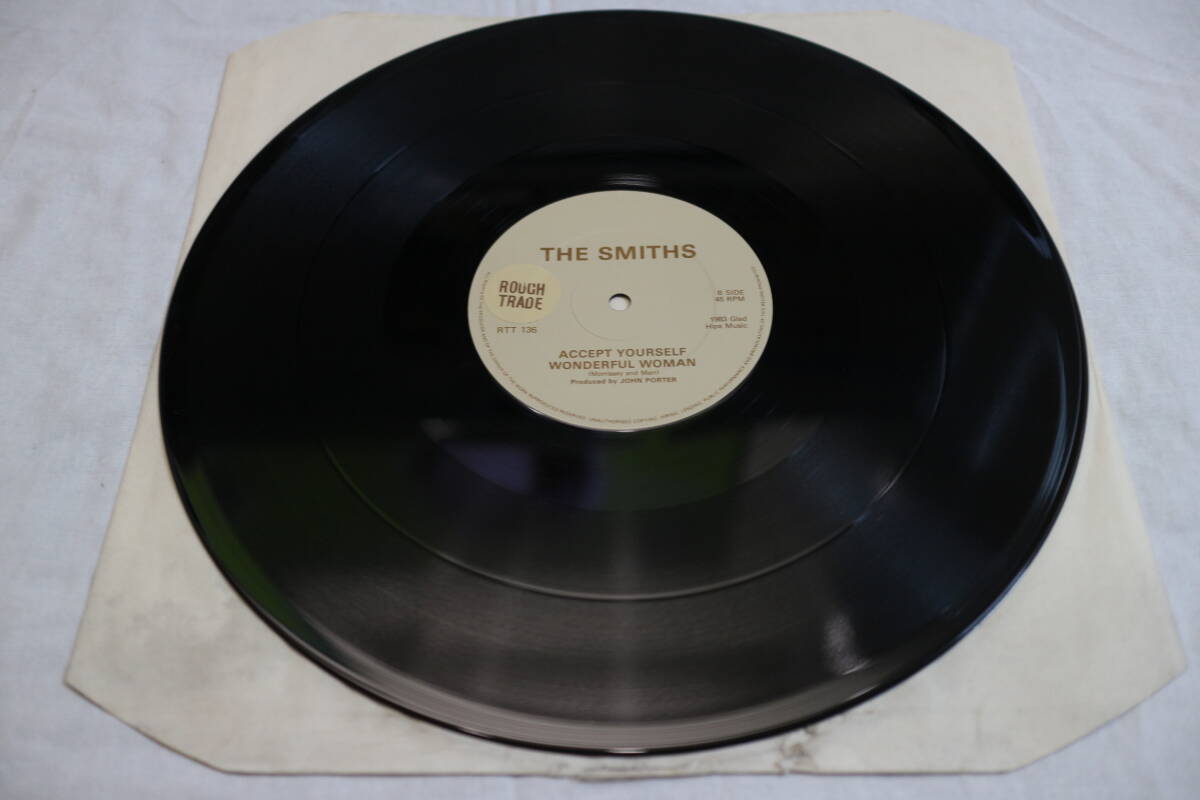 THE SMITHS
ROUGH
TRADE
RTT 136
B SIDE
45 RPM
1983 Glad
Hips Music
ACCEPT YOURSELF
WONDERFUL WOMAN
(Morrissey and Marr)
Produced by JOHN PORTER